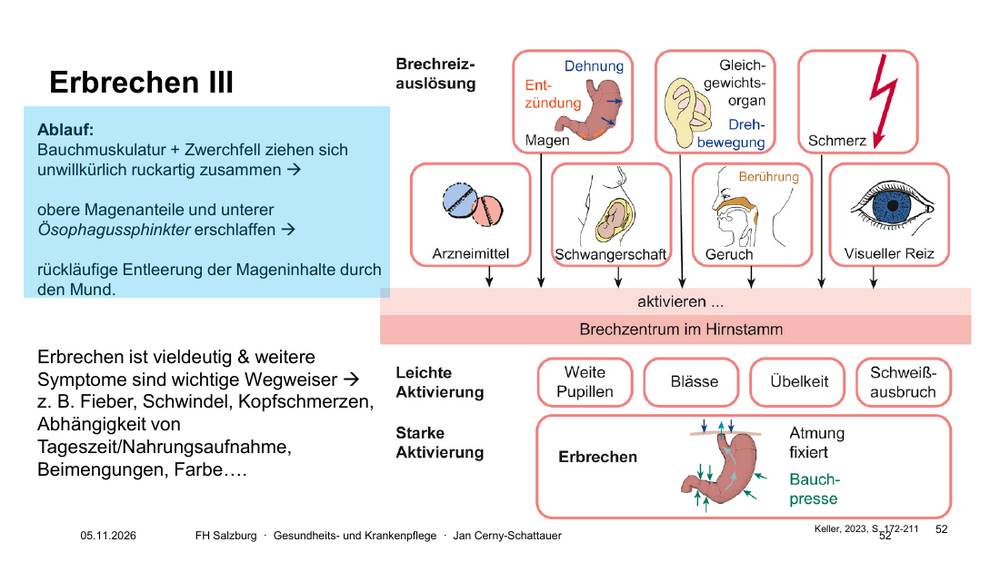 Erbrechen III
Ablauf:
Bauchmuskulatur + Zwerchfell ziehen sich
unwillkürlich ruckartig zusammen →
obere Magenanteile und unterer
Ösophagussphinkter erschlaffen →
rückläufige Entleerung der Mageninhalte durch
den Mund.
Erbrechen ist vieldeutig & weitere
Symptome sind wichtige Wegweiser →
z. B. Fieber, Schwindel, Kopfschmerzen,
Abhängigkeit von
Tageszeit/Nahrungsaufnahme,
Beimengungen, Farbe….
Brechreiz-
auslösung
Dehnung
Ent-
zündung
Magen
Gleich-
gewichts-
organ
Dreh-
bewegung
Schmerz
Arzneimittel
Schwangerschaft
Berührung
Geruch
Visueller Reiz
aktivieren ...
Brechzentrum im Hirnstamm
Leichte
Aktivierung
Weite
Pupillen
Blässe
Übelkeit
Schweiß-
ausbruch
Starke
Aktivierung
Erbrechen
Atmung
fixiert
Bauch-
presse
Keller, 2023, S. 172-211
52
05.11.2026
FH Salzburg · Gesundheits- und Krankenpflege · Jan Cerny-Schattauer
52